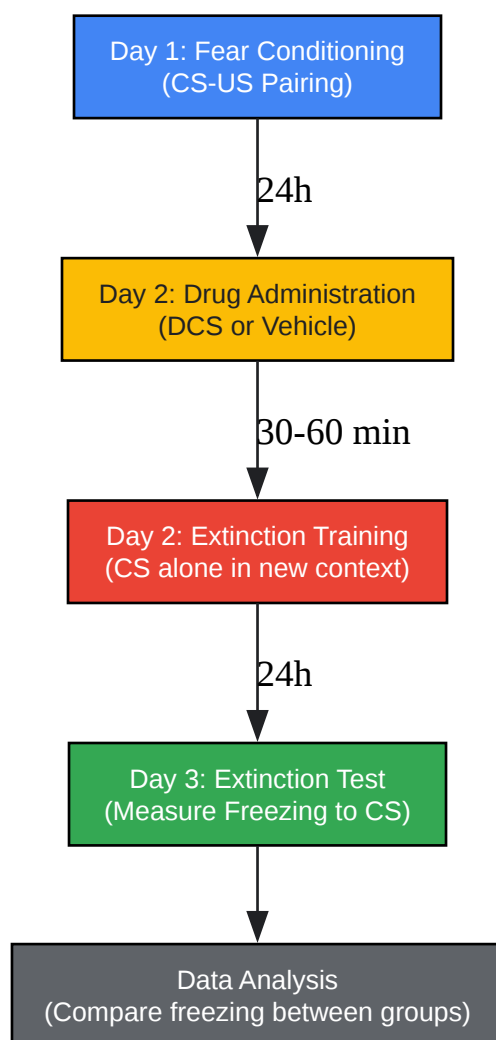 Day 1: Fear Conditioning
(CS-US Pairing)
24h
Day 2: Drug Administration
(DCS or Vehicle)
30-60 min
Day 2: Extinction Training
(CS alone in new context)
24h
Day 3: Extinction Test
(Measure Freezing to CS)
Data Analysis
(Compare freezing between groups)